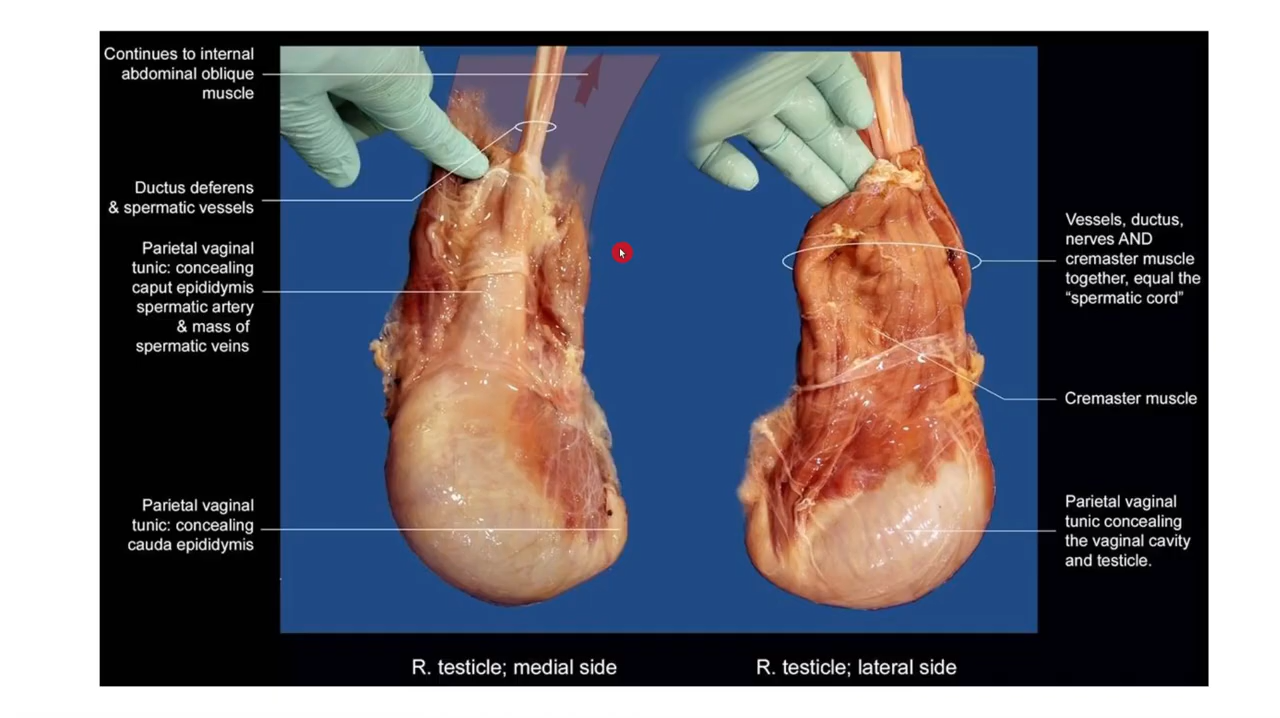 Continues to internal
abdominal oblique
muscle
Ductus deferens
& spermatic vessels
Parietal vaginal
tunic: concealing
caput epididymis
spermatic artery
& mass of
spermatic veins
Parietal vaginal
tunic: concealing
cauda epididymis
Vessels, ductus,
nerves AND
cremaster muscle
together, equal the
“spermatic cord”
Cremaster muscle
Parietal vaginal
tunic concealing
the vaginal cavity
and testicle.
R. testicle; medial side
R. testicle; lateral side